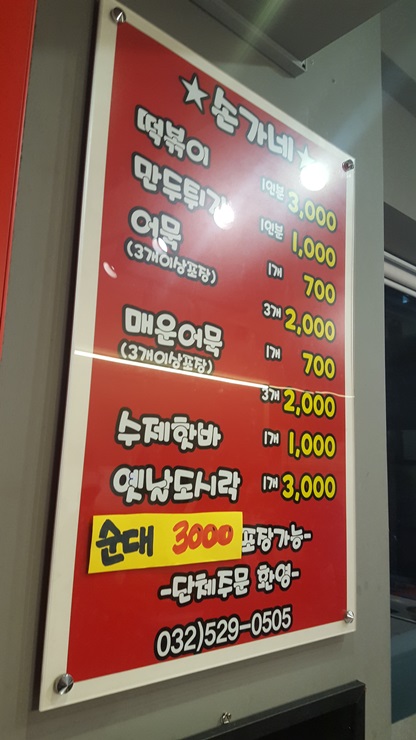 ★손가네★
떡볶이 1인분 3,000
만두튀김 1인분 1,000
어묵 1개 700
(3개이상포장) 3개 2,000
매운어묵 1개 700
(3개이상포장) 3개 2,000
수제핫바 1개 1,000
옛날도시락 1개 3,000
순대 3000 포장가능-
-단체주문 환영-
032)529-0505